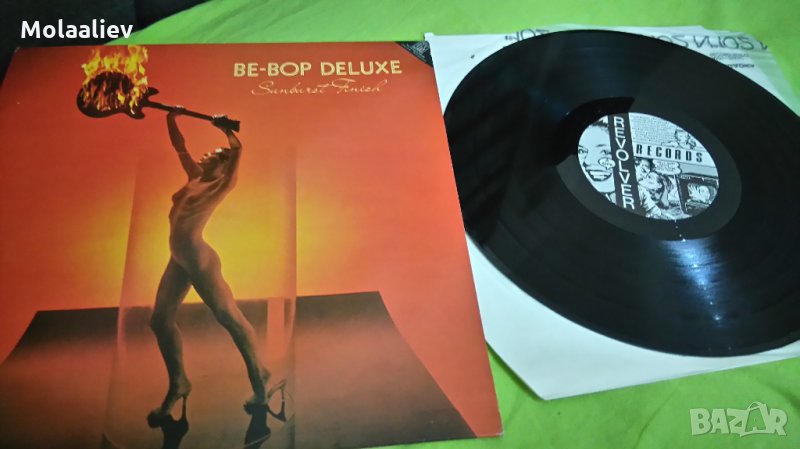 Molaaliev
BE-BOP DELUXE
Sunburst Finish
REVOLVER
RECORDS
BAZAR